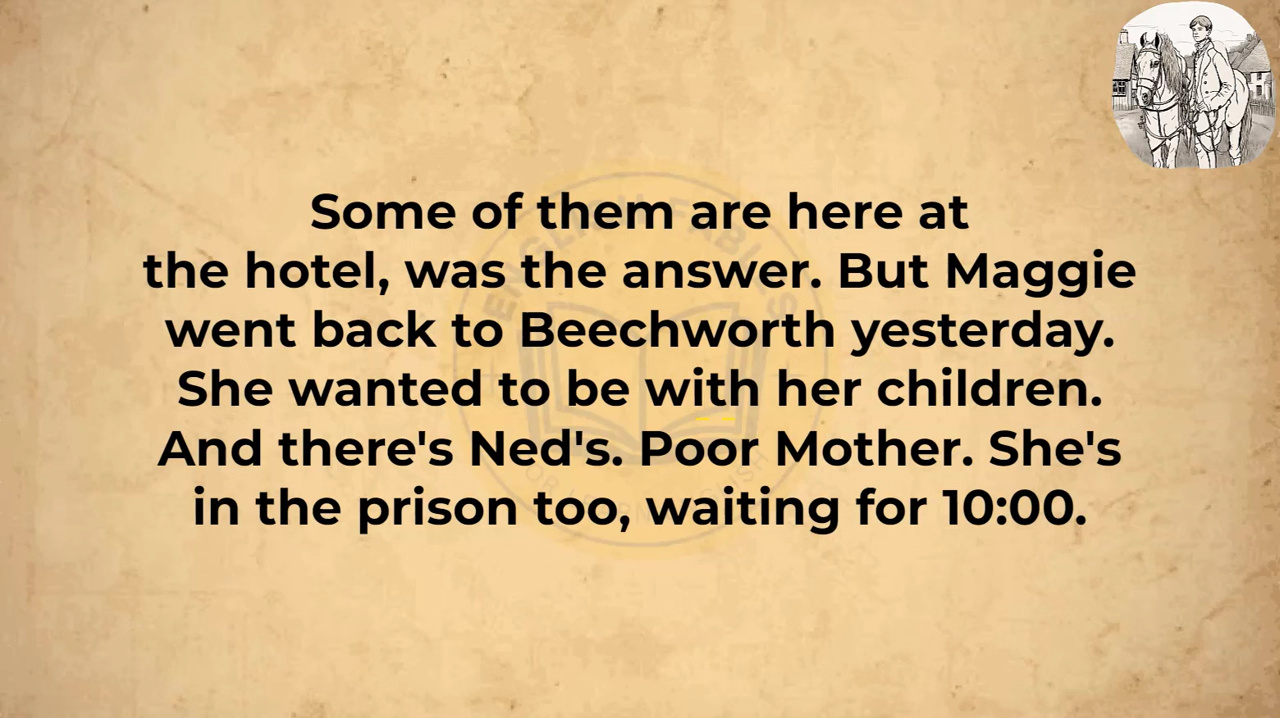 Some of them are here at
the hotel, was the answer. But Maggie
went back to Beechworth yesterday.
She wanted to be with her children.
And there's Ned's. Poor Mother. She's
in the prison too, waiting for 10:00.